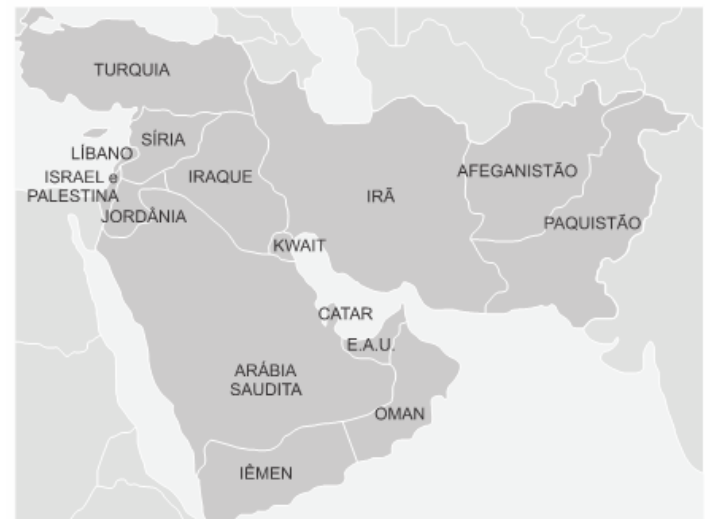 TURQUIA
SÍRIA
LÍBANO
ISRAEL e
PALESTINA
IRAQUE
JORDÂNIA
IRÃ
AFEGANISTÃO
PAQUISTÃO
KWAIT
CATAR
E.A.U.
ARÁBIA
SAUDITA
OMAN
IÊMEN